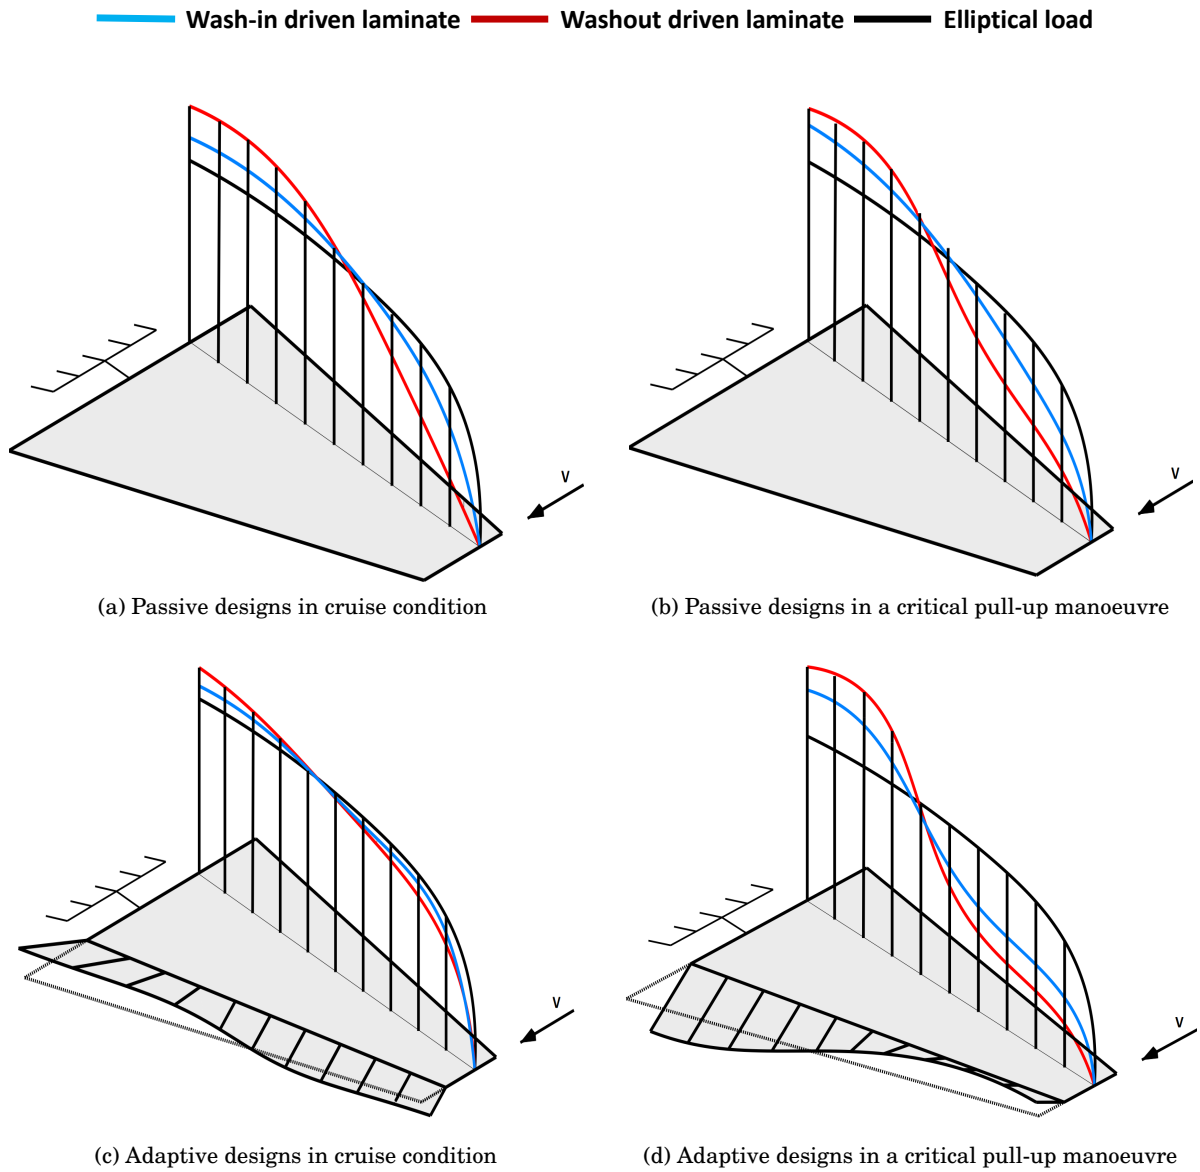 Wash-in driven laminate Washout driven laminate Elliptical load
V V
(a) Passive designs in cruise condition (b) Passive designs in a critical pull-up manoeuvre
V V
(c) Adaptive designs in cruise condition (d) Adaptive designs in a critical pull-up manoeuvre